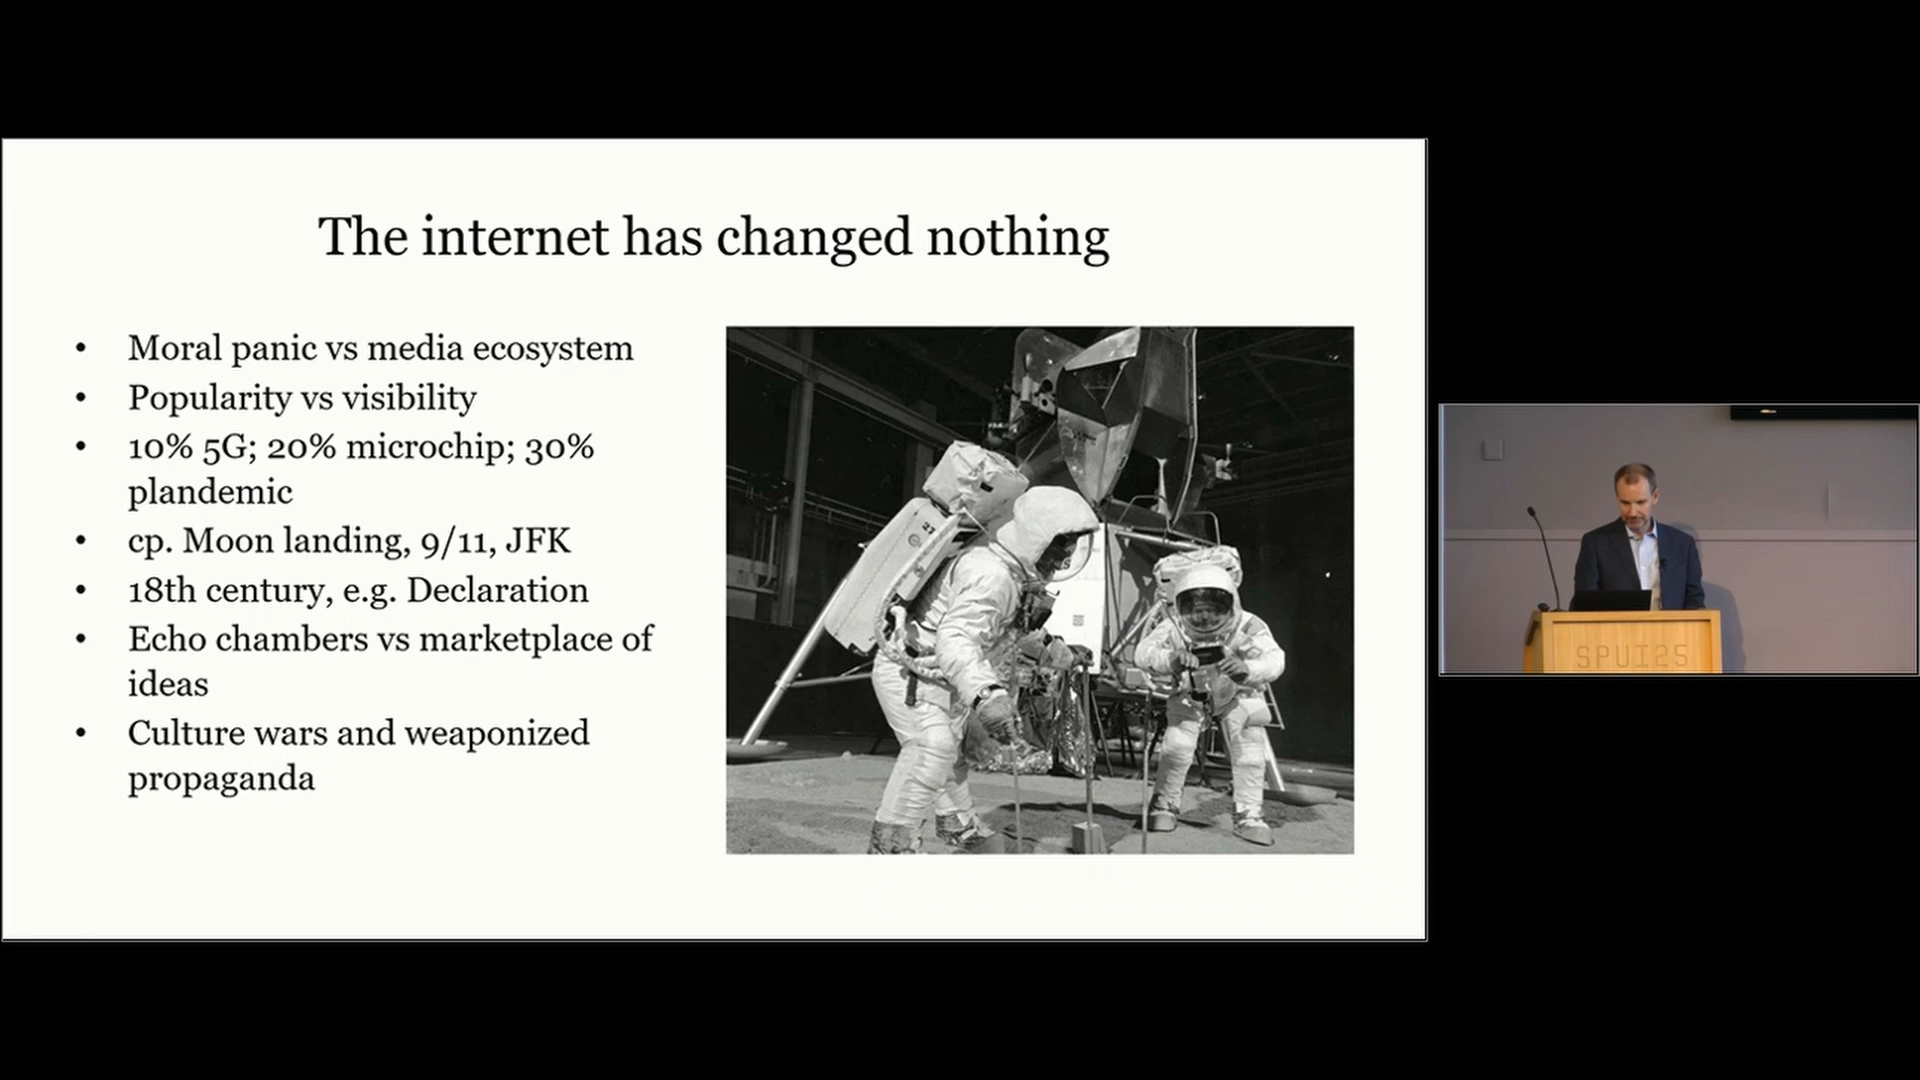 The internet has changed nothing
• Moral panic vs media ecosystem
• Popularity vs visibility
• 10% 5G; 20% microchip; 30%
plandemic
• cp. Moon landing, 9/11, JFK
• 18th century, e.g. Declaration
• Echo chambers vs marketplace of
ideas
• Culture wars and weaponized
propaganda
SPUI25